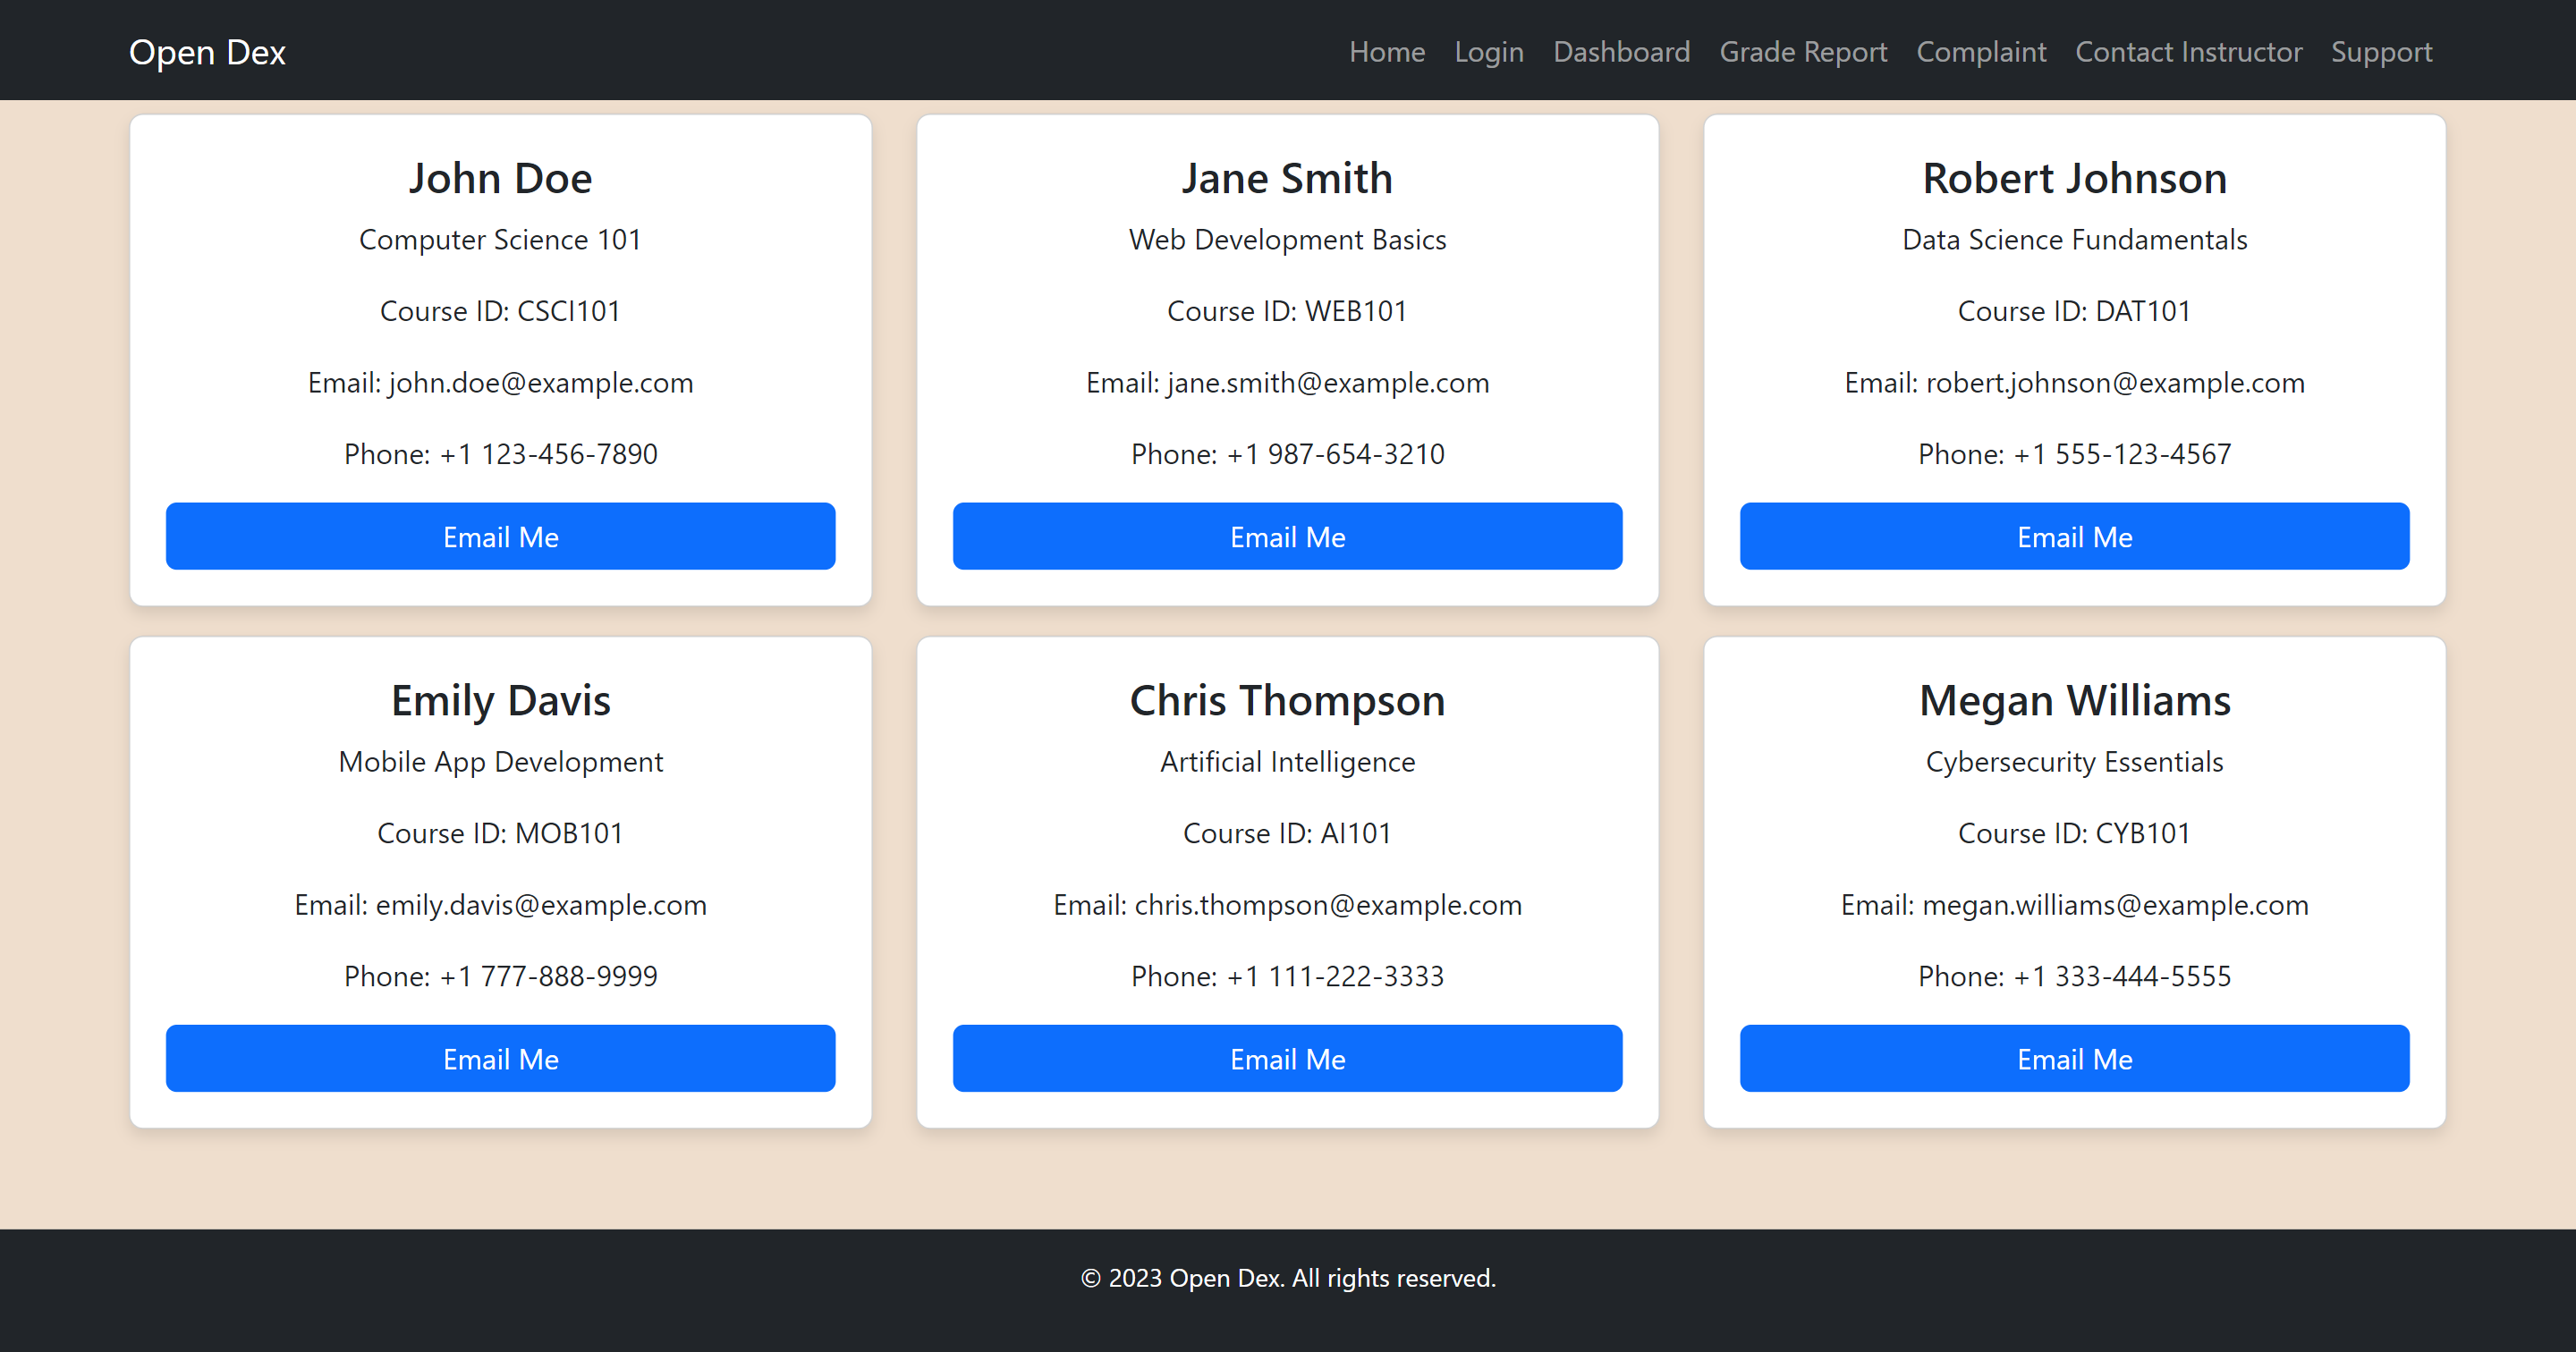 Open Dex
Home Login Dashboard Grade Report Complaint Contact Instructor Support
John Doe
Computer Science 101
Course ID: CSCI101
Email: john.doe@example.com
Phone: +1 123-456-7890
Email Me
Jane Smith
Web Development Basics
Course ID: WEB101
Email: jane.smith@example.com
Phone: +1 987-654-3210
Email Me
Robert Johnson
Data Science Fundamentals
Course ID: DAT101
Email: robert.johnson@example.com
Phone: +1 555-123-4567
Email Me
Emily Davis
Mobile App Development
Course ID: MOB101
Email: emily.davis@example.com
Phone: +1 777-888-9999
Email Me
Chris Thompson
Artificial Intelligence
Course ID: AI101
Email: chris.thompson@example.com
Phone: +1 111-222-3333
Email Me
Megan Williams
Cybersecurity Essentials
Course ID: CYB101
Email: megan.williams@example.com
Phone: +1 333-444-5555
Email Me
© 2023 Open Dex. All rights reserved.